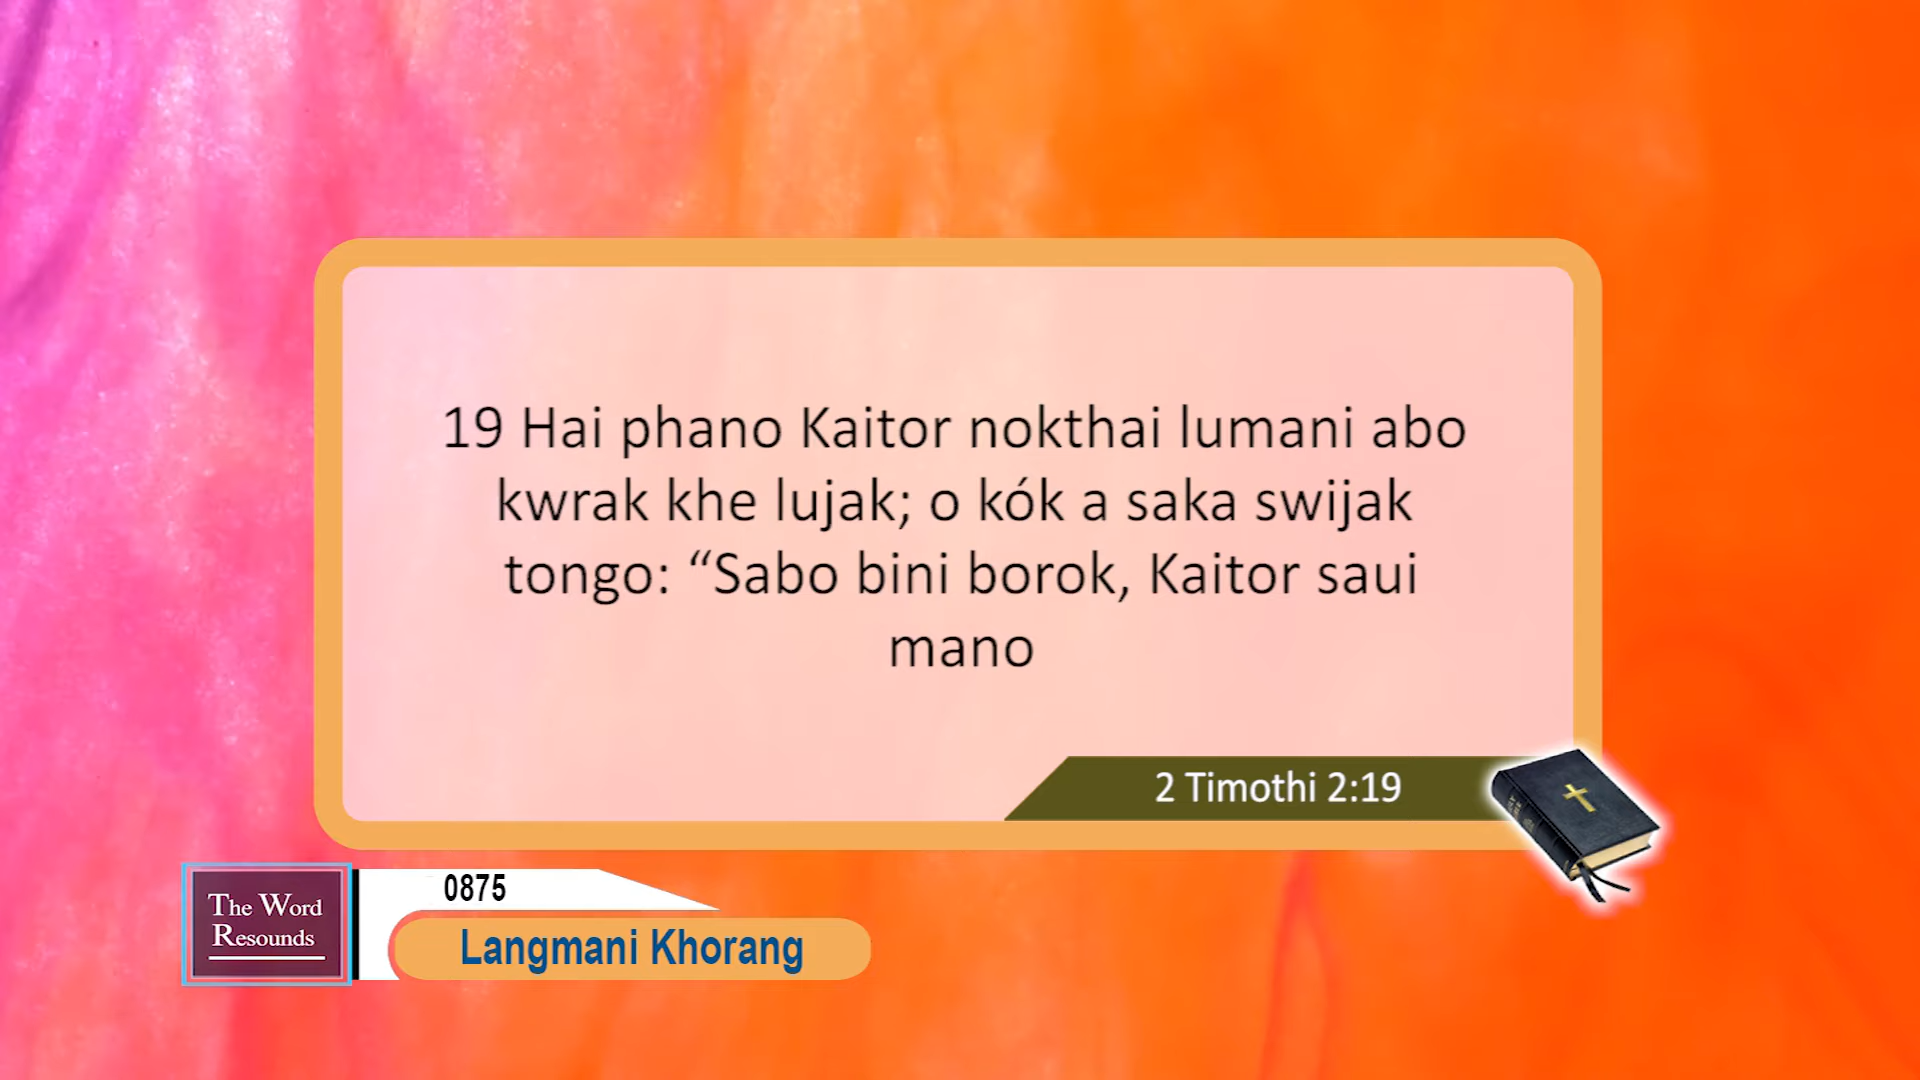 19 Hai phano Kaitor nokthai lumani abo
kwrak khe lujak; o kók a saka swijak
tongo: “Sabo bini borok, Kaitor saui
mano
2 Timothi 2:19
0875
The Word
Resounds
Langmani Khorang